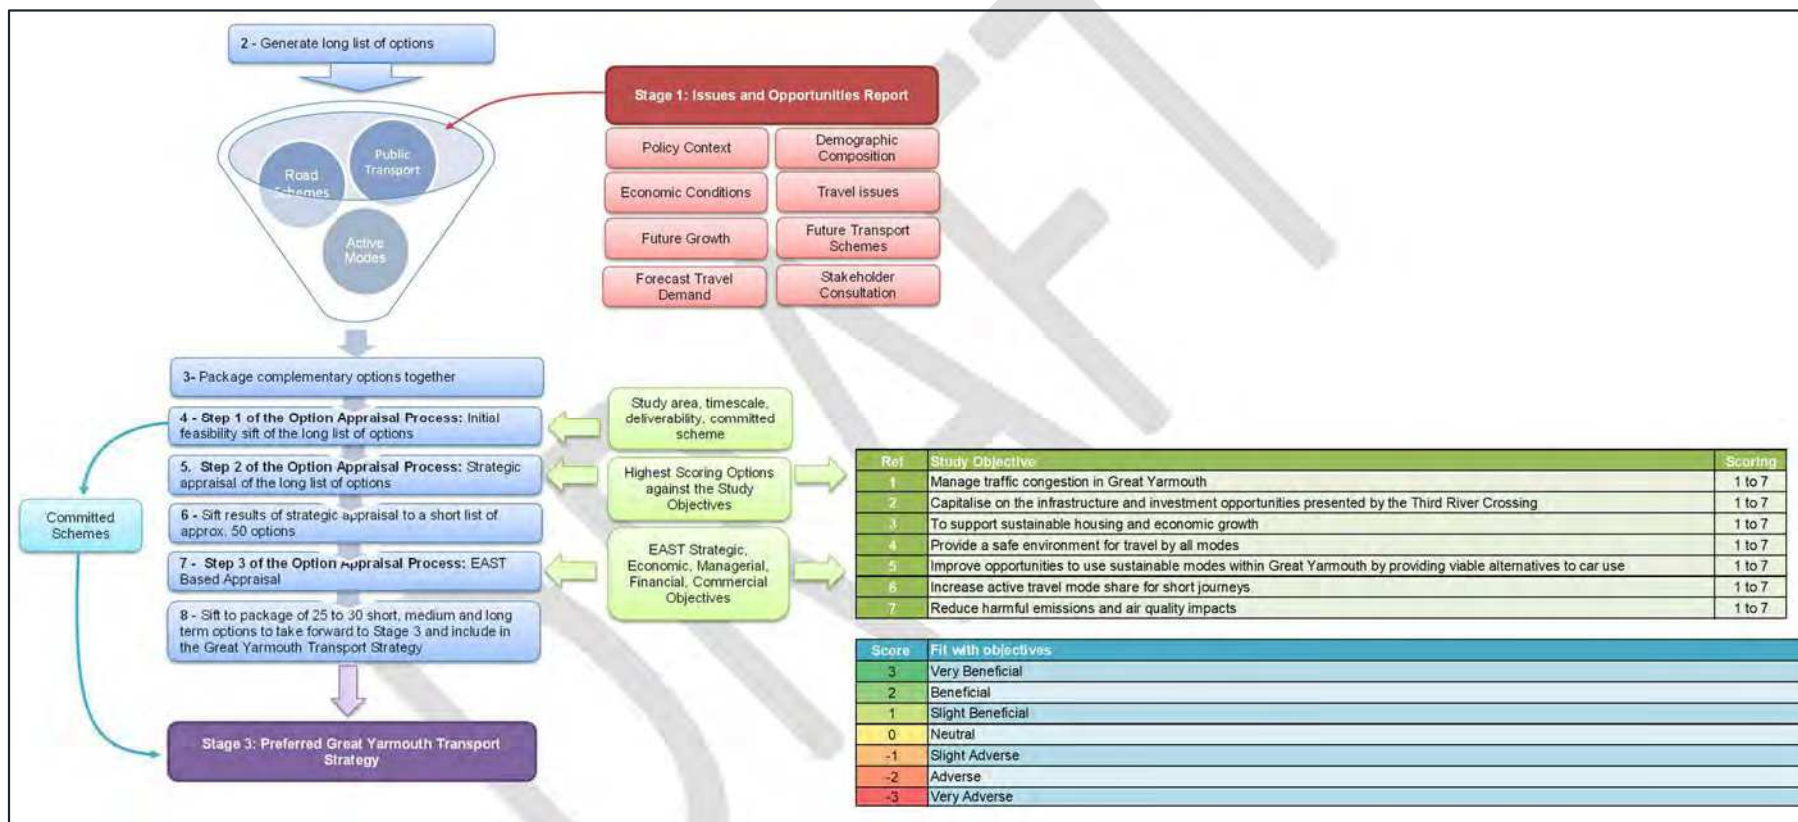 2 - Generate long list of options
Stage 1: Issues and Opportunities Report
Policy Context
Demographic
Composition
Economic Conditions
Travel issues
Future Growth
Future Transport
Schemes
Forecast Travel
Demand
Stakeholder
Consultation
Public
Transport
Road
Schemes
Active
Modes
3- Package complementary options together
4 - Step 1 of the Option Appraisal Process: Initial
feasibility sift of the long list of options
5. Step 2 of the Option Appraisal Process: Strategic
appraisal of the long list of options
6 - Sift results of strategic appraisal to a short list of
approx. 50 options
7 - Step 3 of the Option Appraisal Process: EAST
Based Appraisal
8 - Sift to package of 25 to 30 short, medium and long
term options to take forward to Stage 3 and include in
the Great Yarmouth Transport Strategy
Committed
Schemes
Stage 3: Preferred Great Yarmouth Transport
Strategy
Study area, timescale,
deliverability, committed
scheme
Highest Scoring Options
against the Study
Objectives
EAST Strategic,
Economic, Managerial,
Financial, Commercial
Objectives
Ref Study Objective Scoring
1 Manage traffic congestion in Great Yarmouth 1 to 7
2 Capitalise on the infrastructure and investment opportunities presented by the Third River Crossing 1 to 7
3 To support sustainable housing and economic growth 1 to 7
4 Provide a safe environment for travel by all modes 1 to 7
5 Improve opportunities to use sustainable modes within Great Yarmouth by providing viable alternatives to car use 1 to 7
6 Increase active travel mode share for short journeys 1 to 7
7 Reduce harmful emissions and air quality impacts 1 to 7
Score Fit with objectives
3 Very Beneficial
2 Beneficial
1 Slight Beneficial
0 Neutral
-1 Slight Adverse
-2 Adverse
-3 Very Adverse
DRAFT